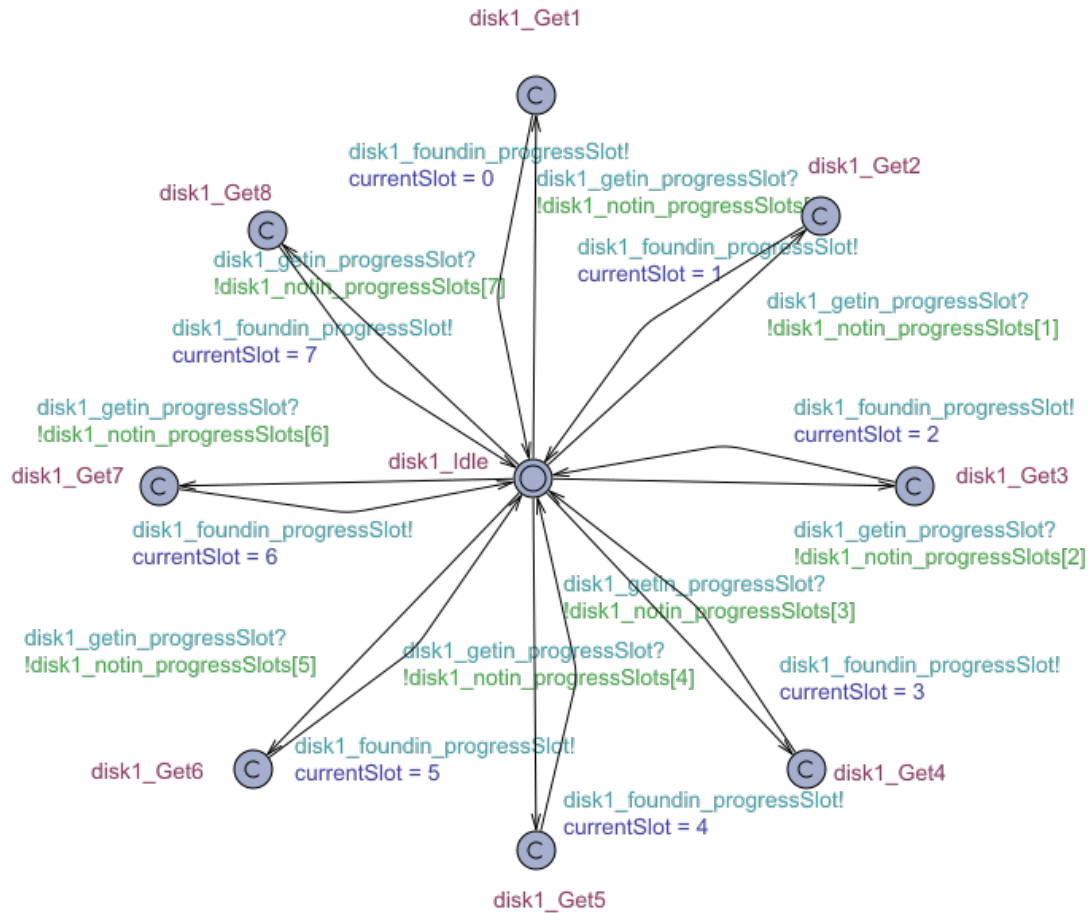 disk1_Get1
disk1_foundin_progressSlot!
currentSlot = 0
disk1_getin_progressSlot?
!disk1_notin_progressSlots[
disk1_Get2
disk1_foundin_progressSlot!
currentSlot = 1
disk1_getin_progressSlot?
!disk1_notin_progressSlots[1]
disk1_Get8
disk1_getin_progressSlot?
!disk1_notin_progressSlots[7]
disk1_foundin_progressSlot!
currentSlot = 7
disk1_getin_progressSlot?
!disk1_notin_progressSlots[6]
disk1_Get7
disk1_Idle
disk1_foundin_progressSlot!
currentSlot = 2
disk1_Get3
disk1_foundin_progressSlot!
currentSlot = 6
disk1_getin_progressSlot?
!disk1_notin_progressSlots[2]
disk1_getin_progressSlot?
!disk1_notin_progressSlots[3]
disk1_getin_progressSlot?
!disk1_notin_progressSlots[5]
disk1_getin_progressSlot?
!disk1_notin_progressSlots[4]
disk1_foundin_progressSlot!
currentSlot = 3
disk1_Get6
disk1_foundin_progressSlot!
currentSlot = 5
disk1_Get4
disk1_foundin_progressSlot!
currentSlot = 4
disk1_Get5
C
C
C
C
C
C
C
C